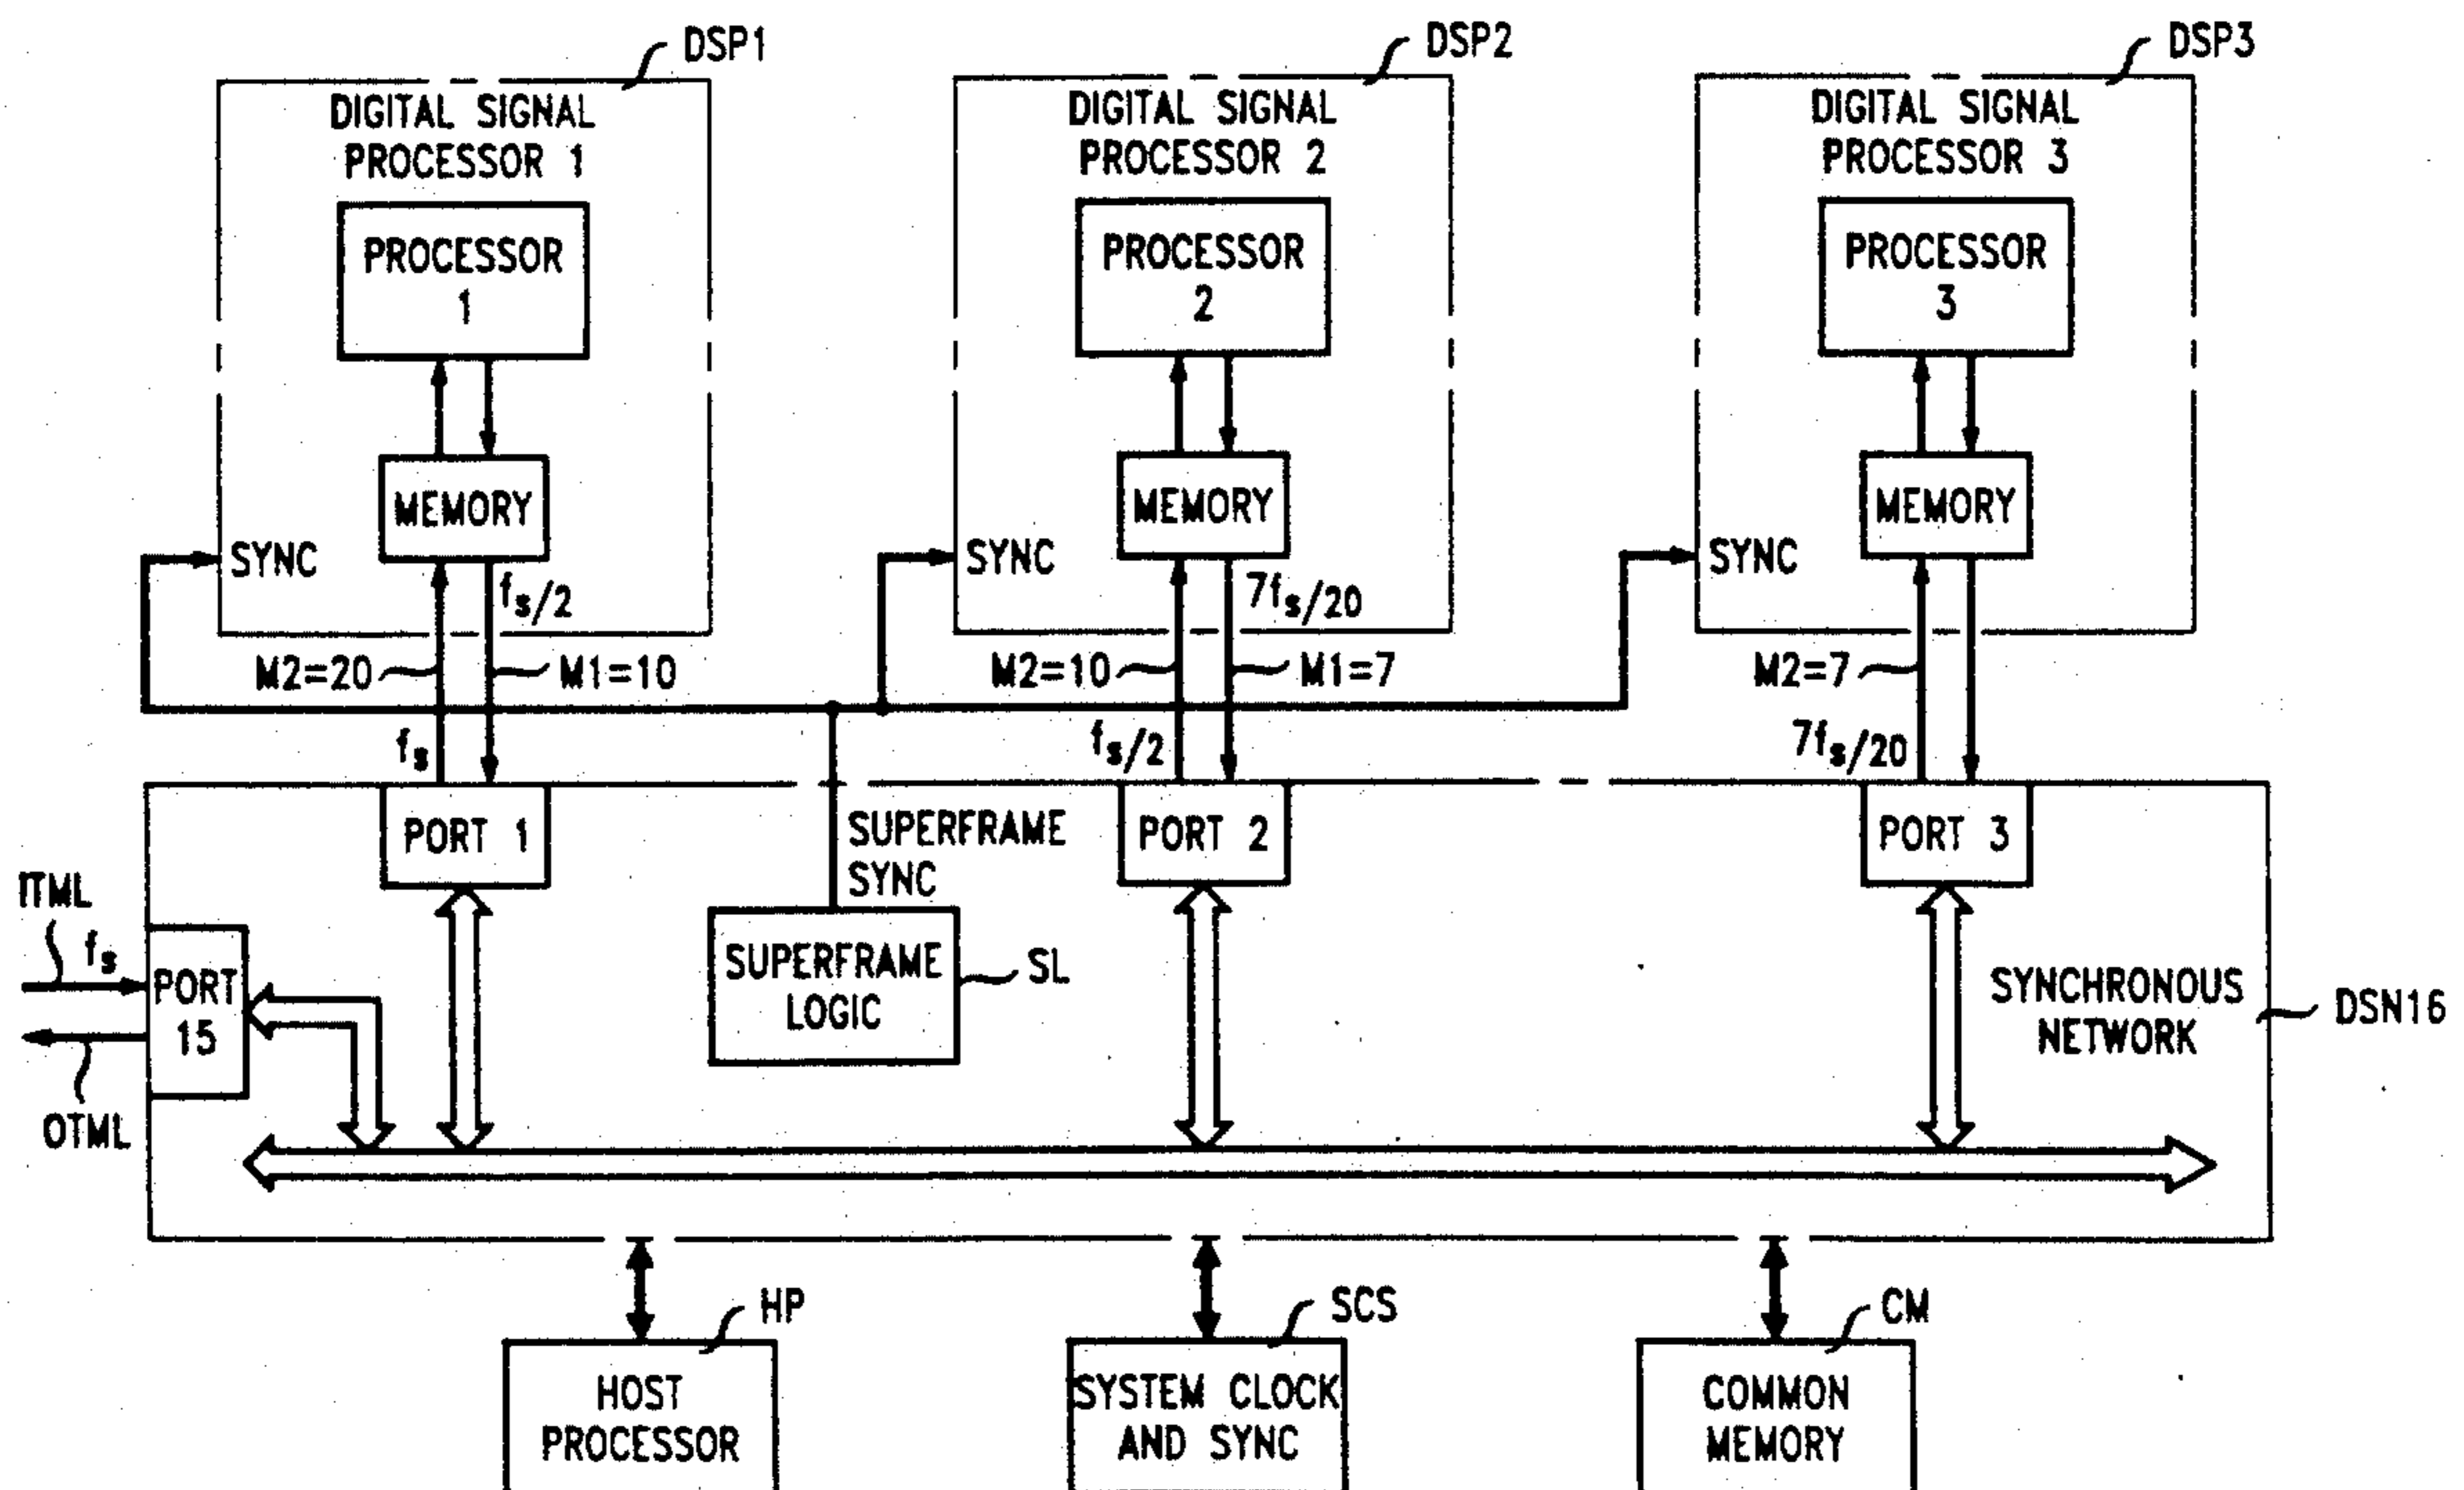 DSP1
DSP2
DSP3
DIGITAL SIGNAL
PROCESSOR 1
DIGITAL SIGNAL
PROCESSOR 2
DIGITAL SIGNAL
PROCESSOR 3
PROCESSOR
1
PROCESSOR
2
PROCESSOR
3
MEMORY
MEMORY
MEMORY
SYNC
SYNC
SYNC
fs/2
7fs/20
M2=20
M1=10
M2=10
M1=7
M2=7
fs
fs/2
7fs/20
PORT 1
SUPERFRAME
SYNC
PORT 2
PORT 3
ITML
fs
PORT
15
OTML
SUPERFRAME
LOGIC
SL
SYNCHRONOUS
NETWORK
DSN16
HP
SCS
CM
HOST
PROCESSOR
SYSTEM CLOCK
AND SYNC
COMMON
MEMORY